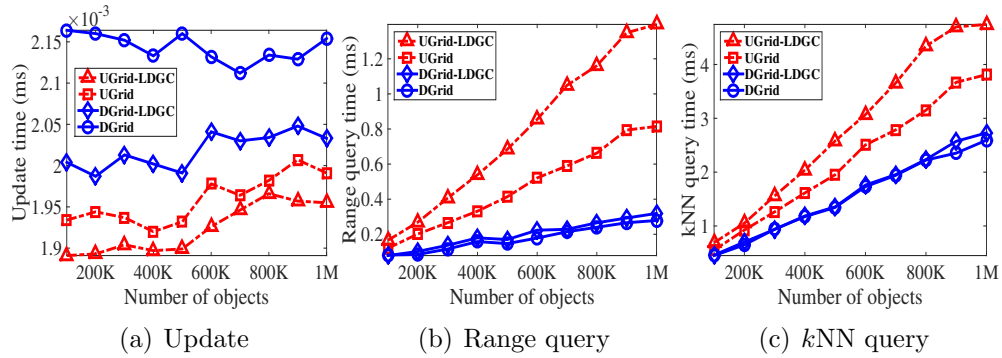 ×10⁻³
2.15
2.1
2.05
2
1.95
1.9
Update time (ms)
UGrid-LDGC
UGrid
DGrid-LDGC
DGrid
200K 400K 600K 800K 1M
Number of objects
(a) Update
1.4
1.2
1
0.8
0.6
0.4
0.2
Range query time (ms)
UGrid-LDGC
UGrid
DGrid-LDGC
DGrid
200K 400K 600K 800K 1M
Number of objects
(b) Range query
4
3
2
1
kNN query time (ms)
UGrid-LDGC
UGrid
DGrid-LDGC
DGrid
200K 400K 600K 800K 1M
Number of objects
(c) kNN query